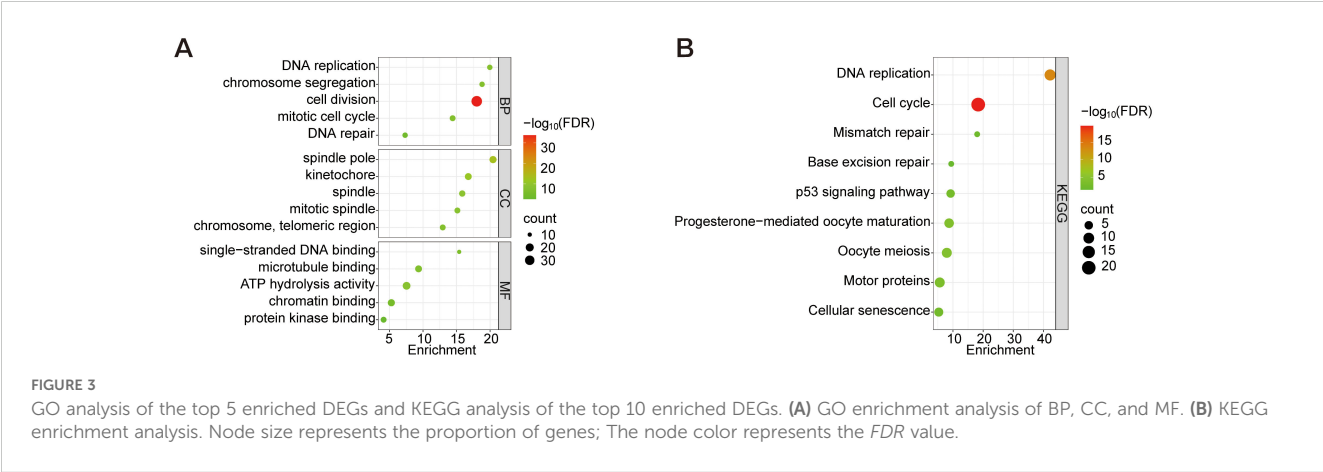 A
DNA replication
chromosome segregation
cell division
mitotic cell cycle
DNA repair
BP
spindle pole
kinetochore
spindle
mitotic spindle
chromosome, telomeric region
CC
single−stranded DNA binding
microtubule binding
ATP hydrolysis activity
chromatin binding
protein kinase binding
MF
5 10 15 20
Enrichment
−log10(FDR)
30
20
10
count
10
20
30
B
DNA replication
Cell cycle
Mismatch repair
Base excision repair
p53 signaling pathway
Progesterone−mediated oocyte maturation
Oocyte meiosis
Motor proteins
Cellular senescence
KEGG
10 20 30 40
Enrichment
−log10(FDR)
15
10
5
count
5
10
15
20
FIGURE 3
GO analysis of the top 5 enriched DEGs and KEGG analysis of the top 10 enriched DEGs. (A) GO enrichment analysis of BP, CC, and MF. (B) KEGG
enrichment analysis. Node size represents the proportion of genes; The node color represents the FDR value.